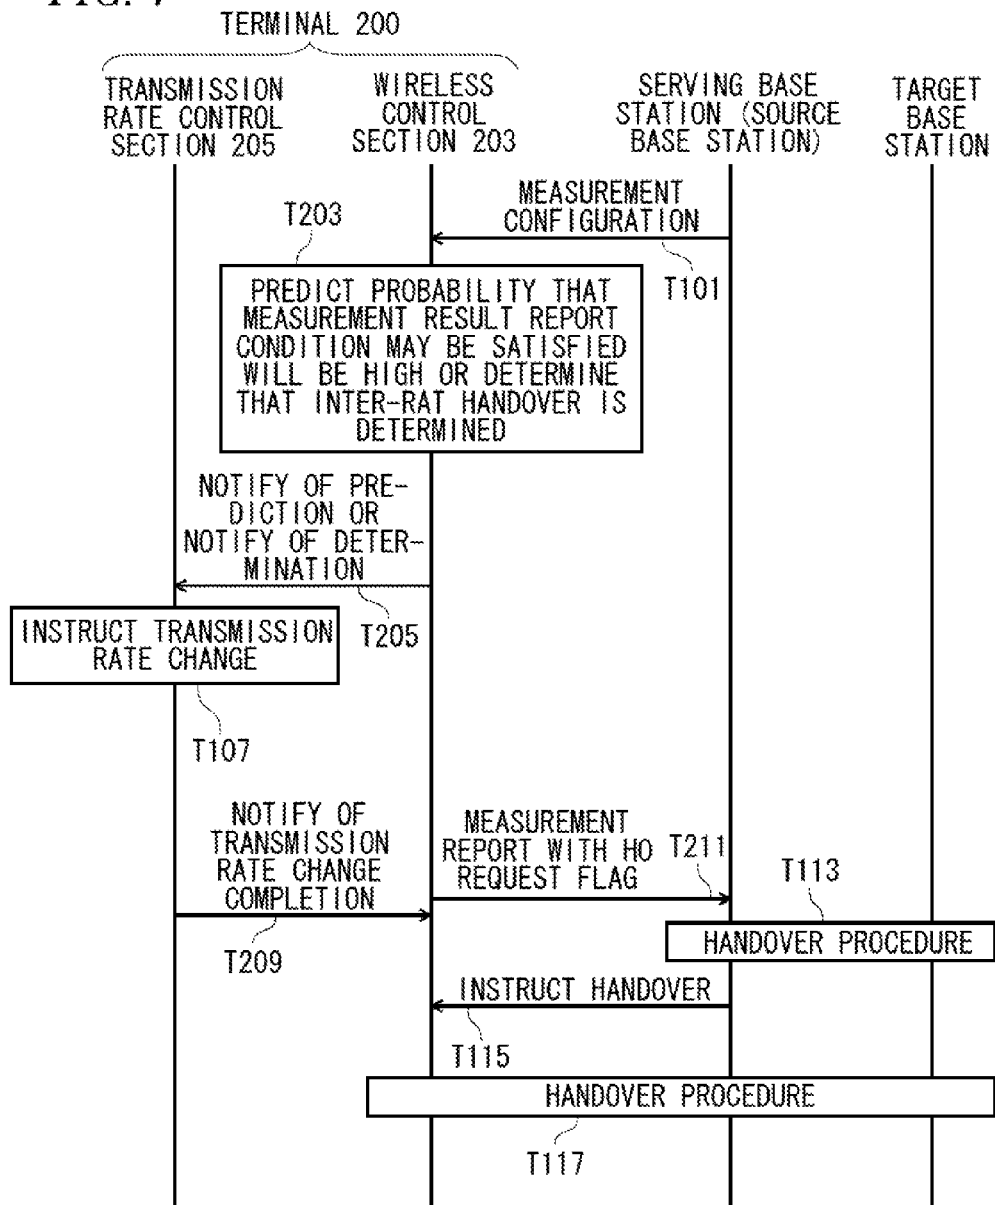 FIG. 7
TERMINAL 200
TRANSMISSION
RATE CONTROL
SECTION 205
WIRELESS
CONTROL
SECTION 203
SERVING BASE
STATION (SOURCE
BASE STATION)
TARGET
BASE
STATION
MEASUREMENT
CONFIGURATION
T203
T101
PREDICT PROBABILITY THAT
MEASUREMENT RESULT REPORT
CONDITION MAY BE SATISFIED
WILL BE HIGH OR DETERMINE
THAT INTER-RAT HANDOVER IS
DETERMINED
NOTIFY OF PRE-
DICTION OR
NOTIFY OF DETER-
MINATION
T205
INSTRUCT TRANSMISSION
RATE CHANGE
T107
NOTIFY OF
TRANSMISSION
RATE CHANGE
COMPLETION
T209
MEASUREMENT
REPORT WITH HO
REQUEST FLAG
T211
T113
HANDOVER PROCEDURE
INSTRUCT HANDOVER
T115
HANDOVER PROCEDURE
T117